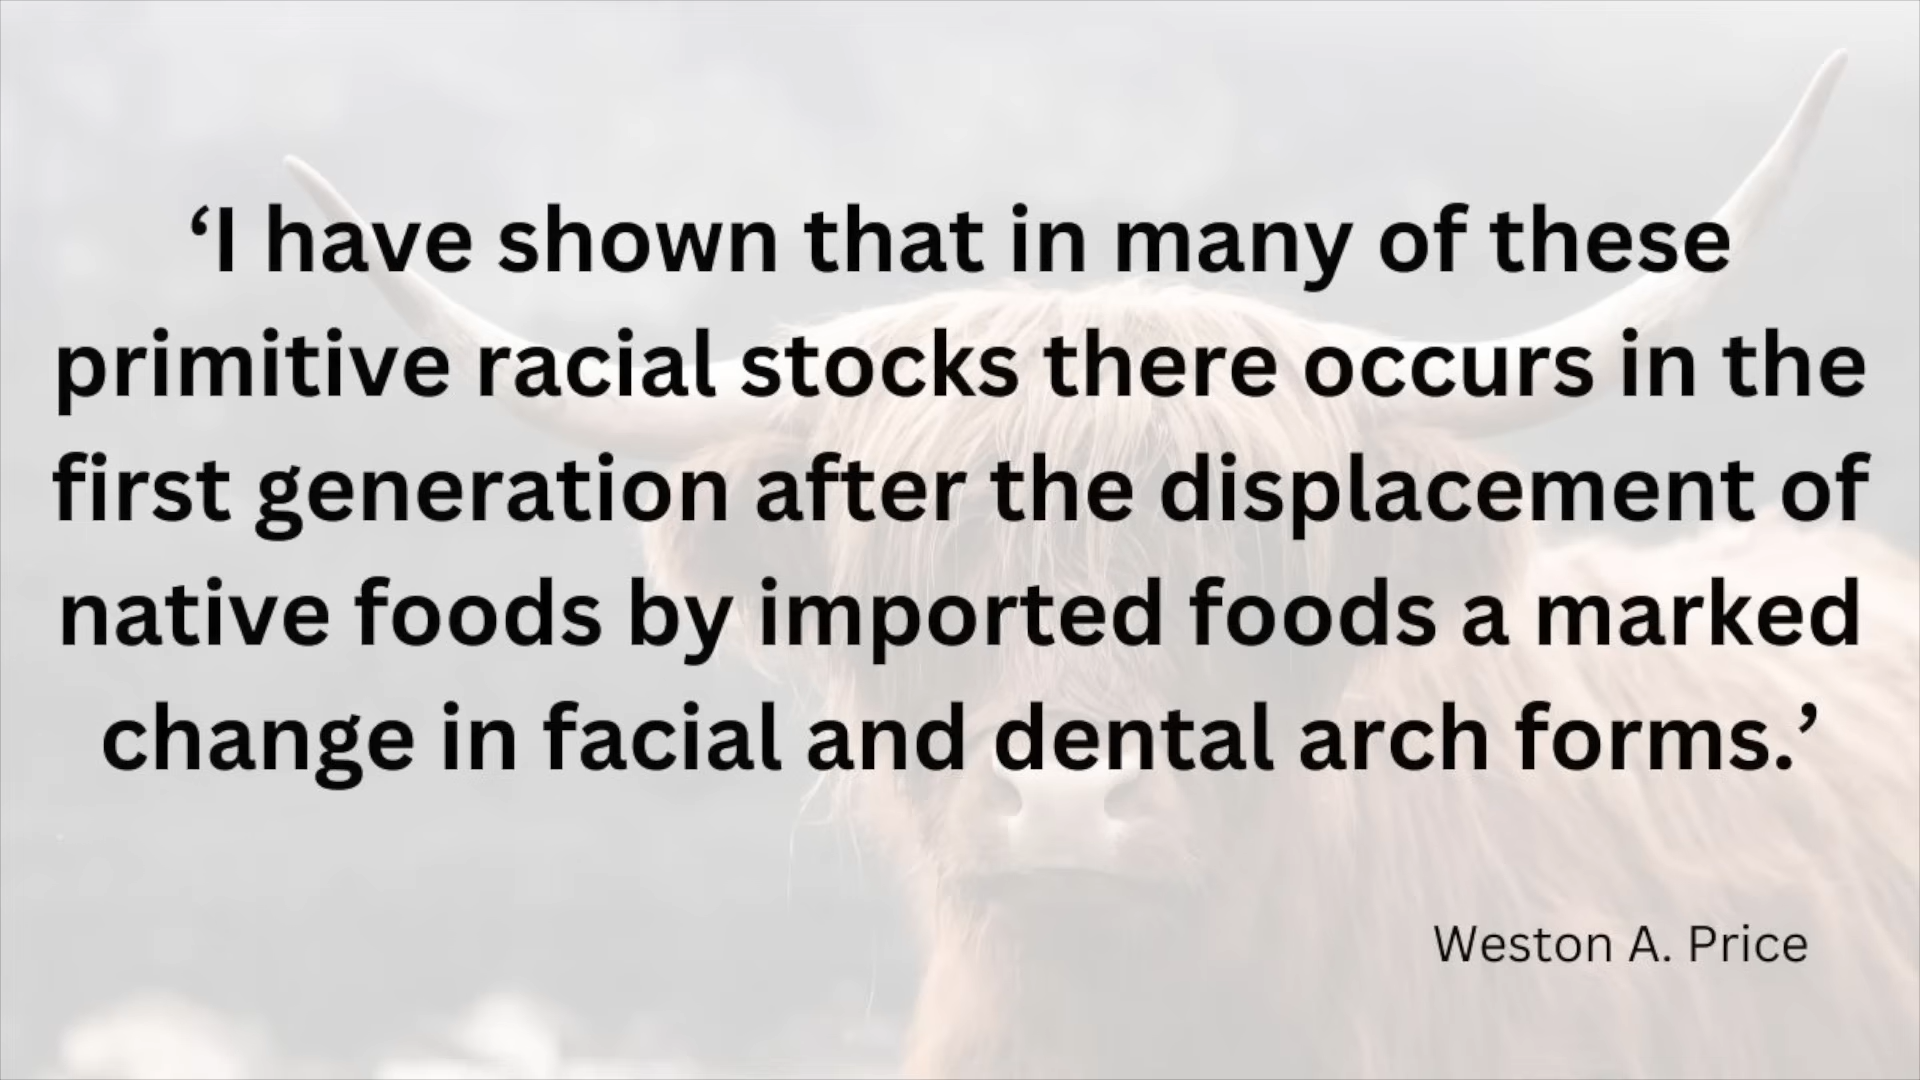 ‘I have shown that in many of these
primitive racial stocks there occurs in the
first generation after the displacement of
native foods by imported foods a marked
change in facial and dental arch forms.’
Weston A. Price